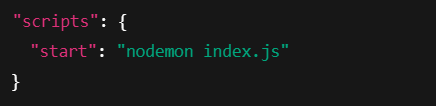 "scripts": {
"start": "nodemon index.js"
}